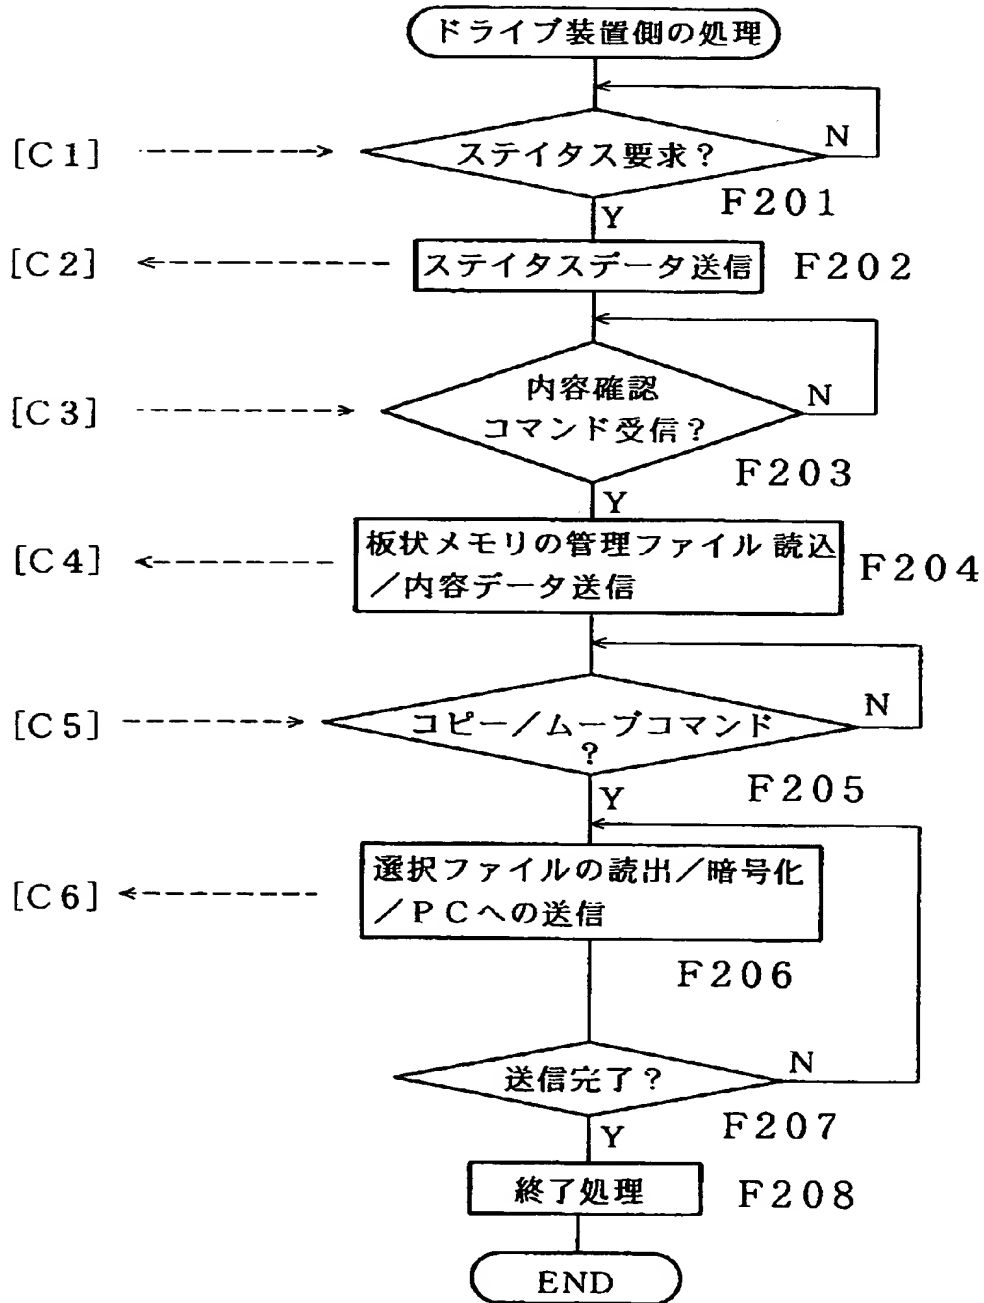 ドライブ装置側の処理
N
[C1]
ステイタス要求?
F201
Y
[C2]
ステイタスデータ送信
F202
[C3]
内容確認
コマンド受信?
N
F203
Y
[C4]
板状メモリの管理ファイル読込
/内容データ送信
F204
[C5]
コピー/ムーブコマンド
?
N
F205
Y
[C6]
選択ファイルの読出/暗号化
/PCへの送信
F206
送信完了?
N
F207
Y
終了処理
F208
END